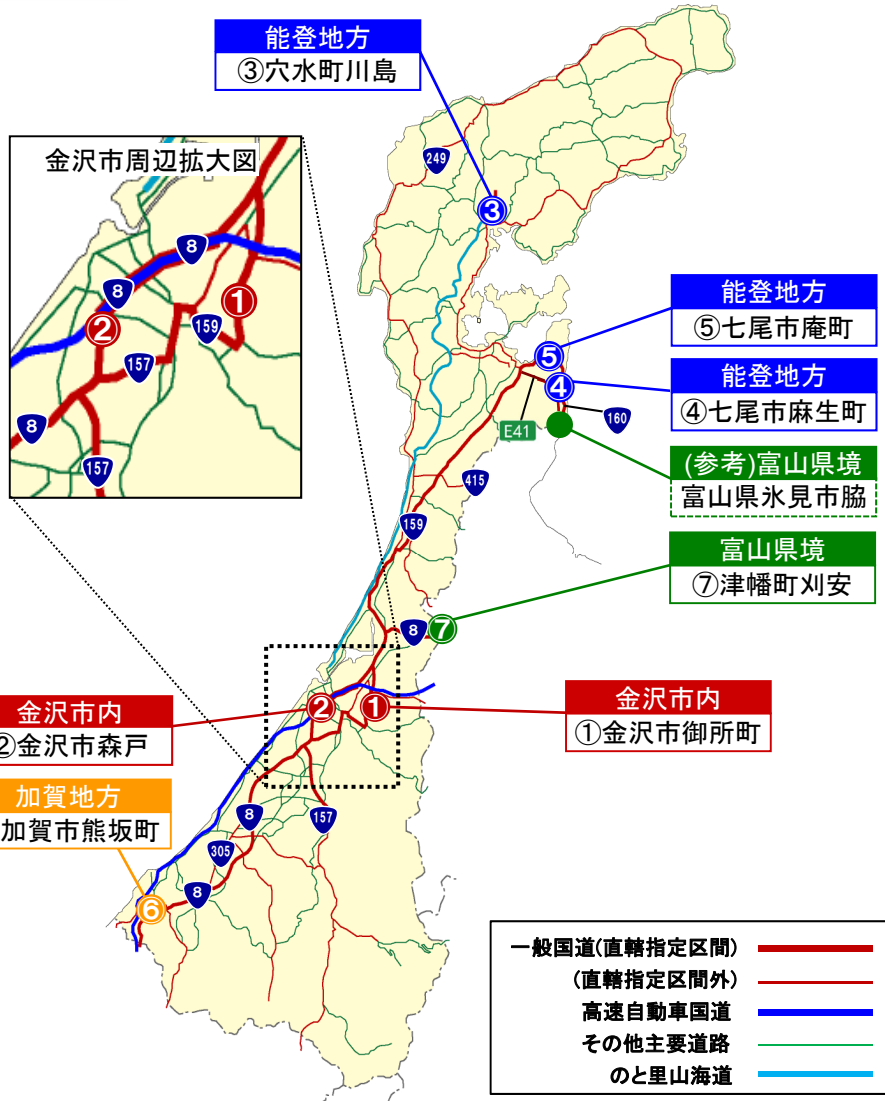 能登地方
③穴水町川島
金沢市周辺拡大図
8
8
①
②
159
157
8
157
249
③
能登地方
⑤七尾市庵町
⑤
能登地方
④七尾市麻生町
④
E41
160
(参考)富山県境
富山県氷見市脇
415
159
富山県境
⑦津幡町刈安
8
⑦
金沢市内
②金沢市森戸
②
①
金沢市内
①金沢市御所町
加賀地方
加賀市熊坂町
8
157
305
8
⑥
一般国道(直轄指定区間)
(直轄指定区間外)
高速自動車国道
その他主要道路
のと里山海道